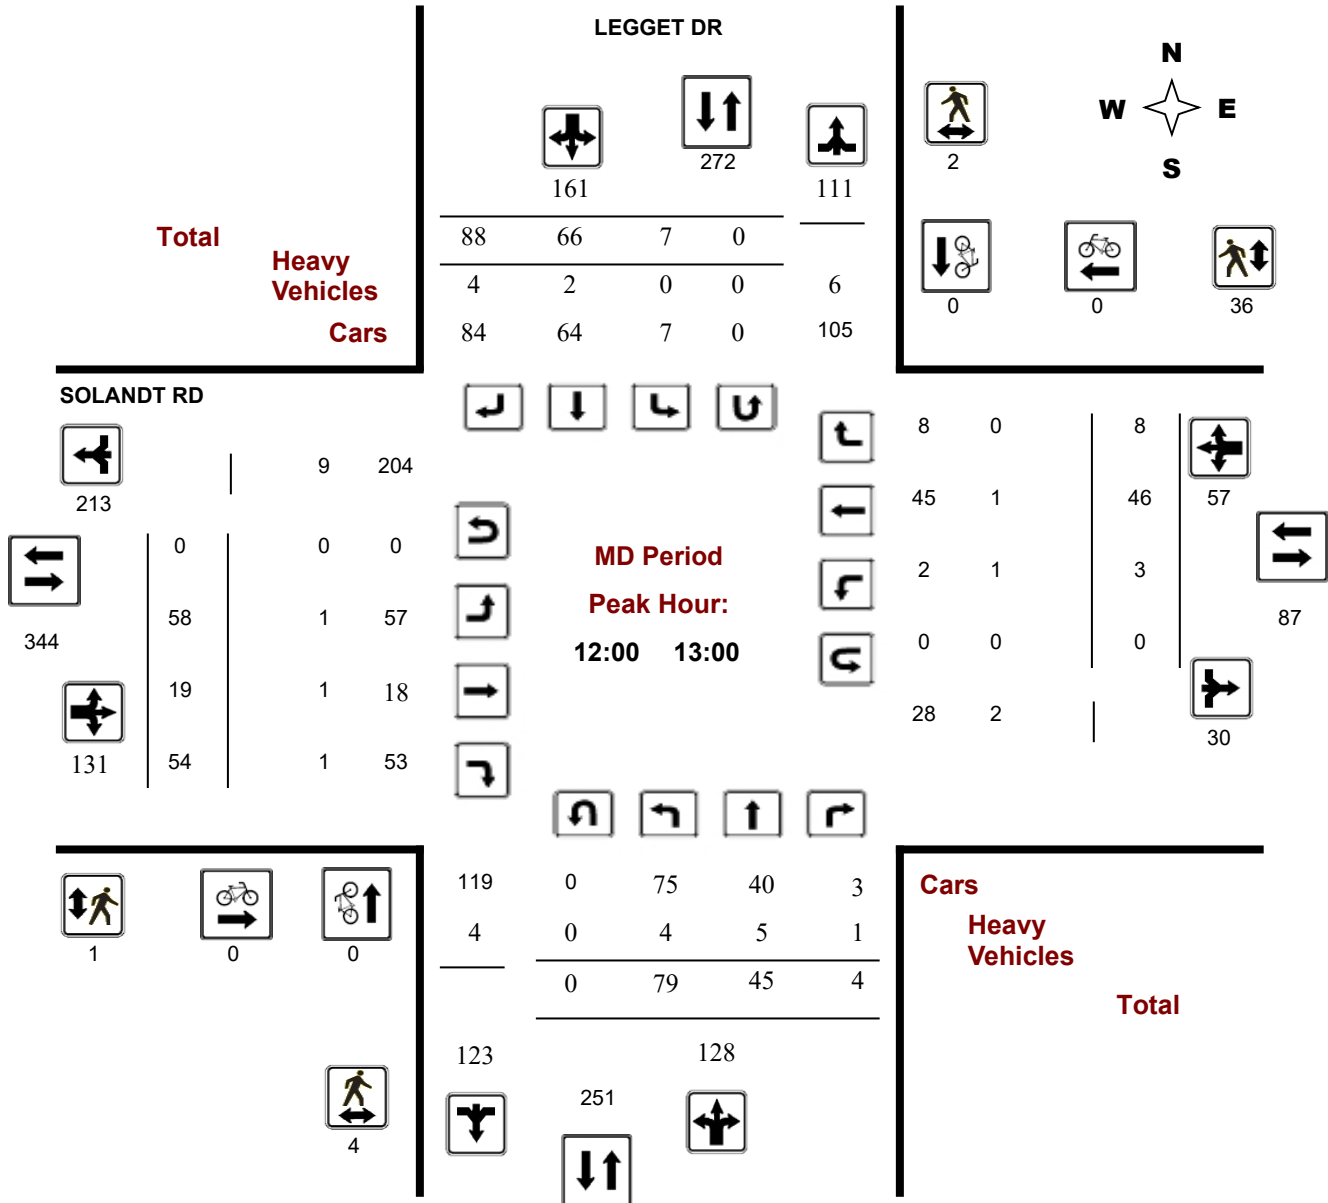 LEGGET DR
N
W E
S
161 272 111 2
Total 88 66 7 0
Heavy
Vehicles 4 2 0 0 6
Cars 84 64 7 0 105
0 0 36
SOLANDT RD
8 0 8
213 9 204
45 1 46 57
0 0 0
MD Period
2 1 3
344 58 1 57
Peak Hour:
87
12:00 13:00
0 0 0
19 1 18
28 2 30
131 54 1 53
119 0 75 40 3
Cars
4 0 4 5 1
Heavy
Vehicles
1 0 0
0 79 45 4
Total
123 128
251
4